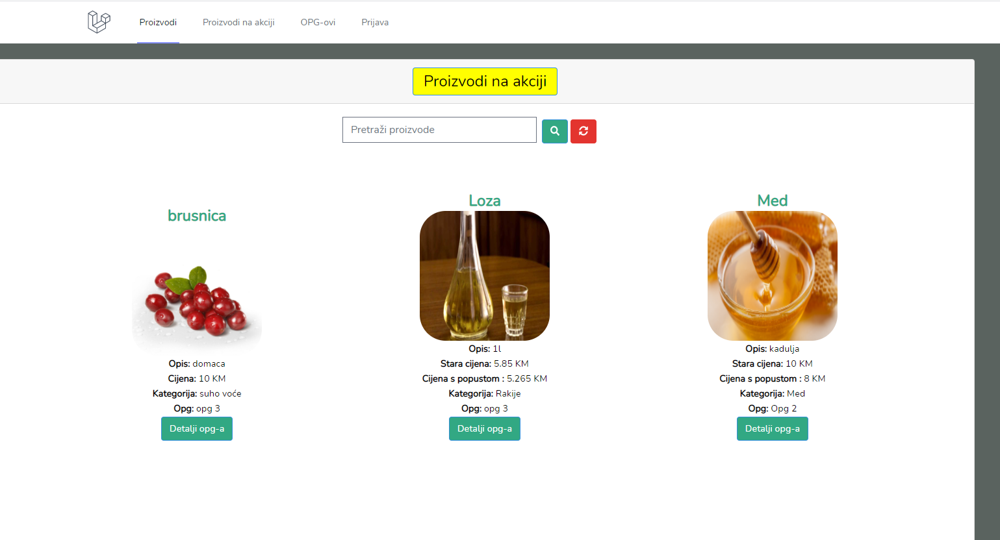 Proizvodi
Proizvodi na akciji
OPG-ovi
Prijava
Proizvodi na akciji
Pretraži proizvode
brusnica
Opis: domaca
Cijena: 10 KM
Kategorija: suho voće
Opg: opg 3
Detalji opg-a
Loza
Opis: 1l
Stara cijena: 5.85 KM
Cijena s popustom : 5.265 KM
Kategorija: Rakije
Opg: opg 3
Detalji opg-a
Med
Opis: kadulja
Stara cijena: 10 KM
Cijena s popustom : 8 KM
Kategorija: Med
Opg: Opg 2
Detalji opg-a